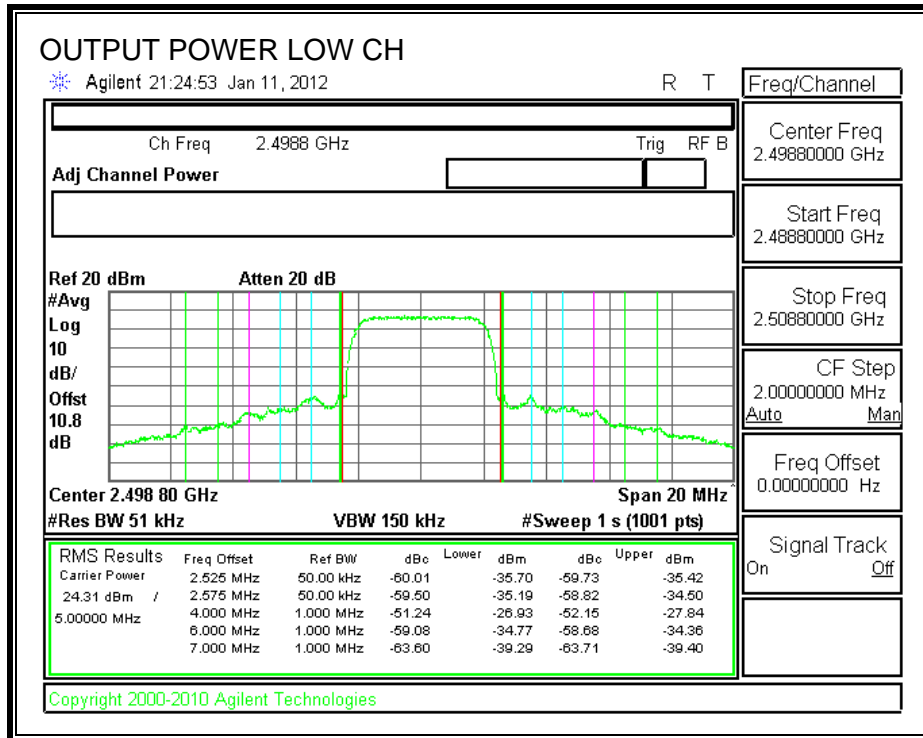 OUTPUT POWER LOW CH
Agilent 21:24:53 Jan 11, 2012 R T
Ch Freq 2.4988 GHz Trig RF B
Adj Channel Power
Ref 20 dBm Atten 20 dB
#Avg
Log
10
dB/
Offst
10.8
dB
Center 2.498 80 GHz Span 20 MHz^
#Res BW 51 kHz VBW 150 kHz #Sweep 1 s (1001 pts)
RMS Results Freq Offset Ref BW dBc Lower dBm dBc Upper dBm
Carrier Power 2.525 MHz 50.00 kHz -60.01 -35.70 -59.73 -35.42
24.31 dBm / 2.575 MHz 50.00 kHz -59.50 -35.19 -58.82 -34.50
5.00000 MHz 4.000 MHz 1.000 MHz -51.24 -26.93 -52.15 -27.84
6.000 MHz 1.000 MHz -59.08 -34.77 -58.68 -34.36
7.000 MHz 1.000 MHz -63.60 -39.29 -63.71 -39.40
Copyright 2000-2010 Agilent Technologies
Freq/Channel
Center Freq
2.49880000 GHz
Start Freq
2.48880000 GHz
Stop Freq
2.50880000 GHz
CF Step
2.00000000 MHz
Auto Man
Freq Offset
0.00000000 Hz
Signal Track
On Off